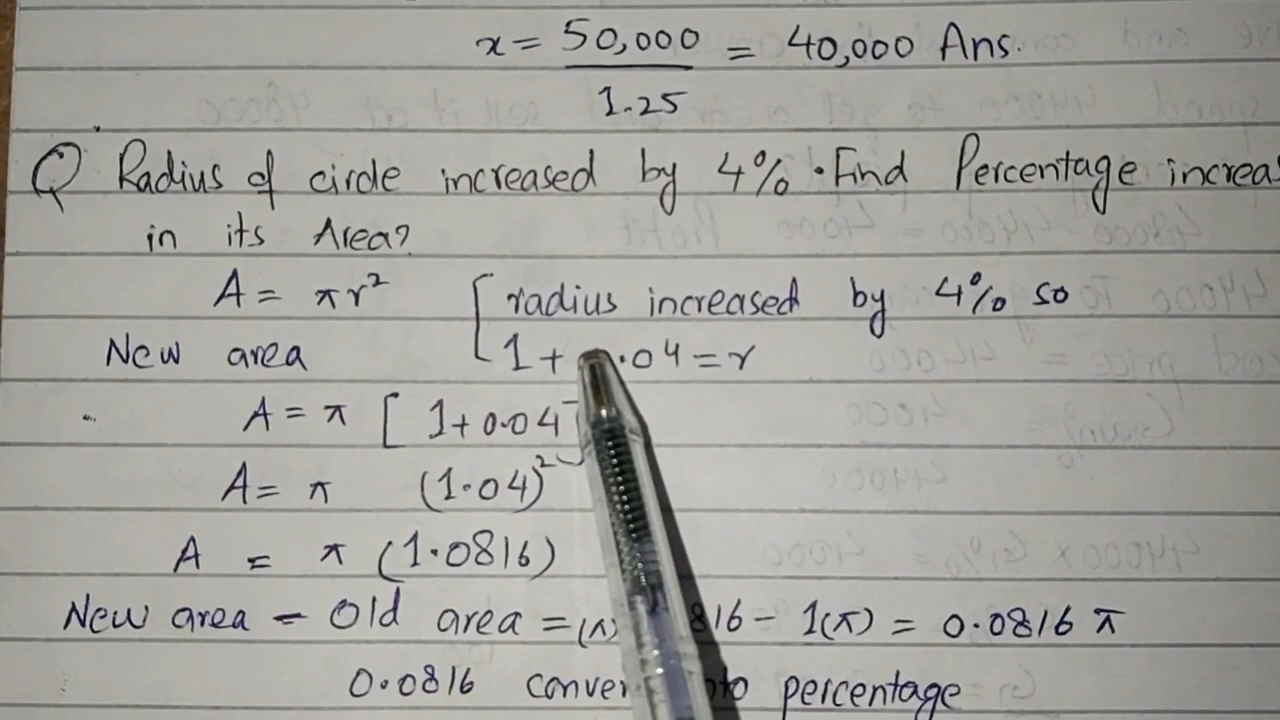 x = 50,000 / 1.25 = 40,000 Ans.
Q Radius of circle increased by 4%. Find Percentage increa
in its Area?
A = πr² [ radius increased by 4% so
New area 1 + .04 = r
A = π [ 1+0.04 ]
A = π (1.04)²
A = π (1.0816)
New area - Old area = (π) 816 - 1(π) = 0.0816 π
0.0816 conver to percentage